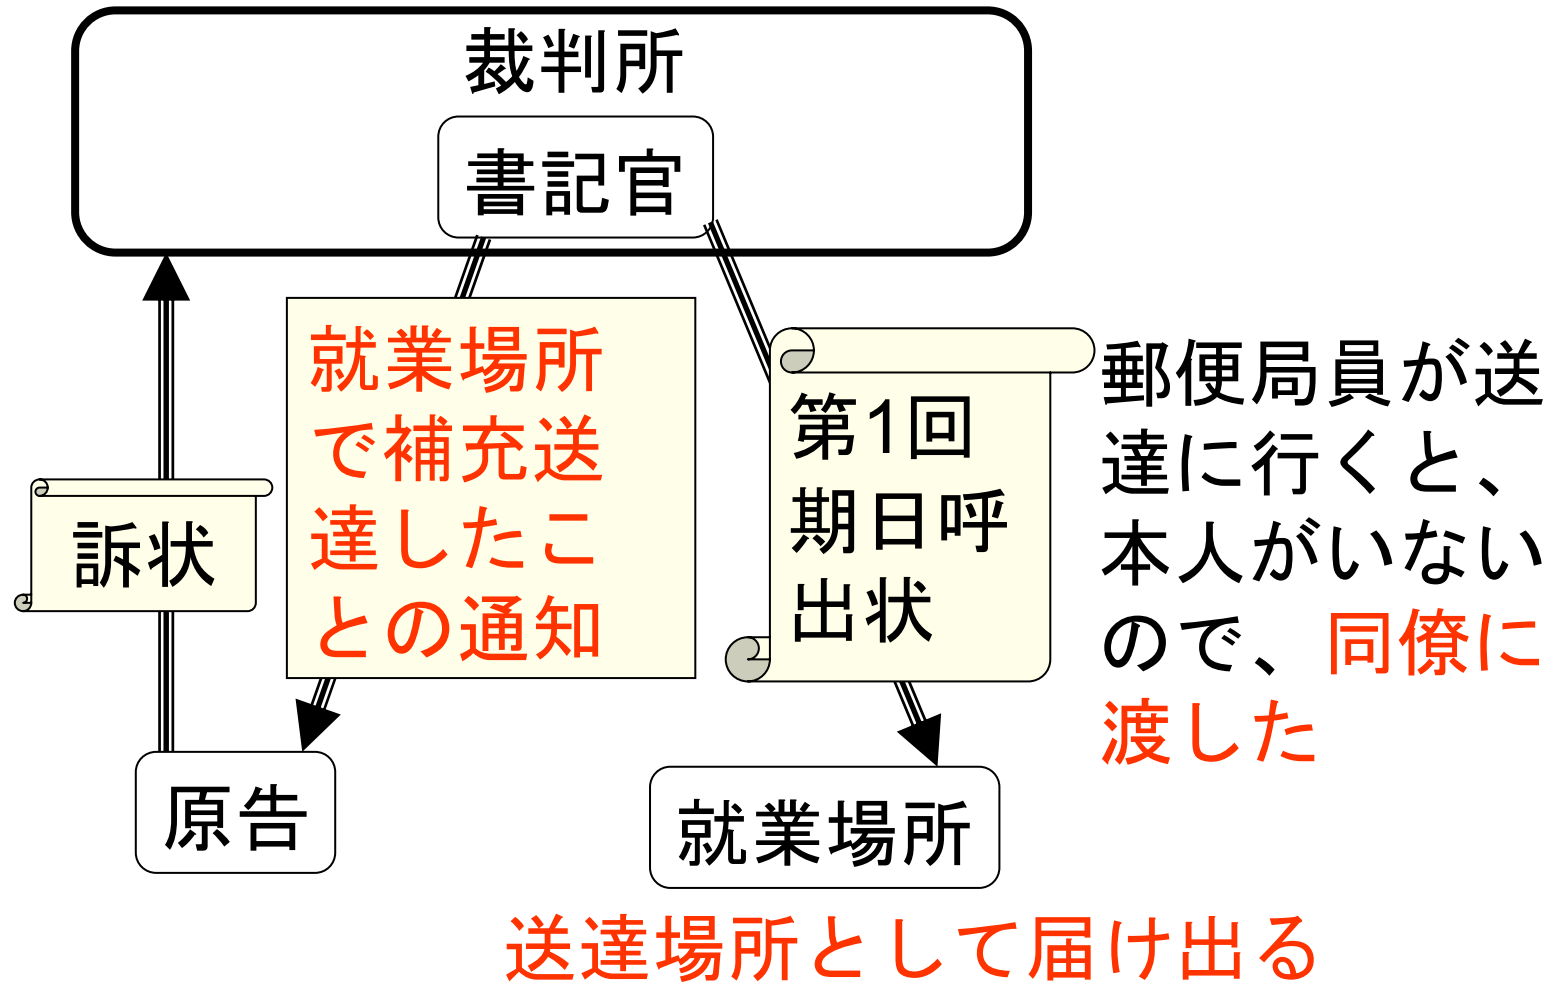 裁判所
書記官
就業場所
で補充送
達したこ
との通知
第1回
期日呼
出状
郵便局員が送
達に行くと、
本人がいない
ので、同僚に
渡した
訴状
原告
就業場所
送達場所として届け出る